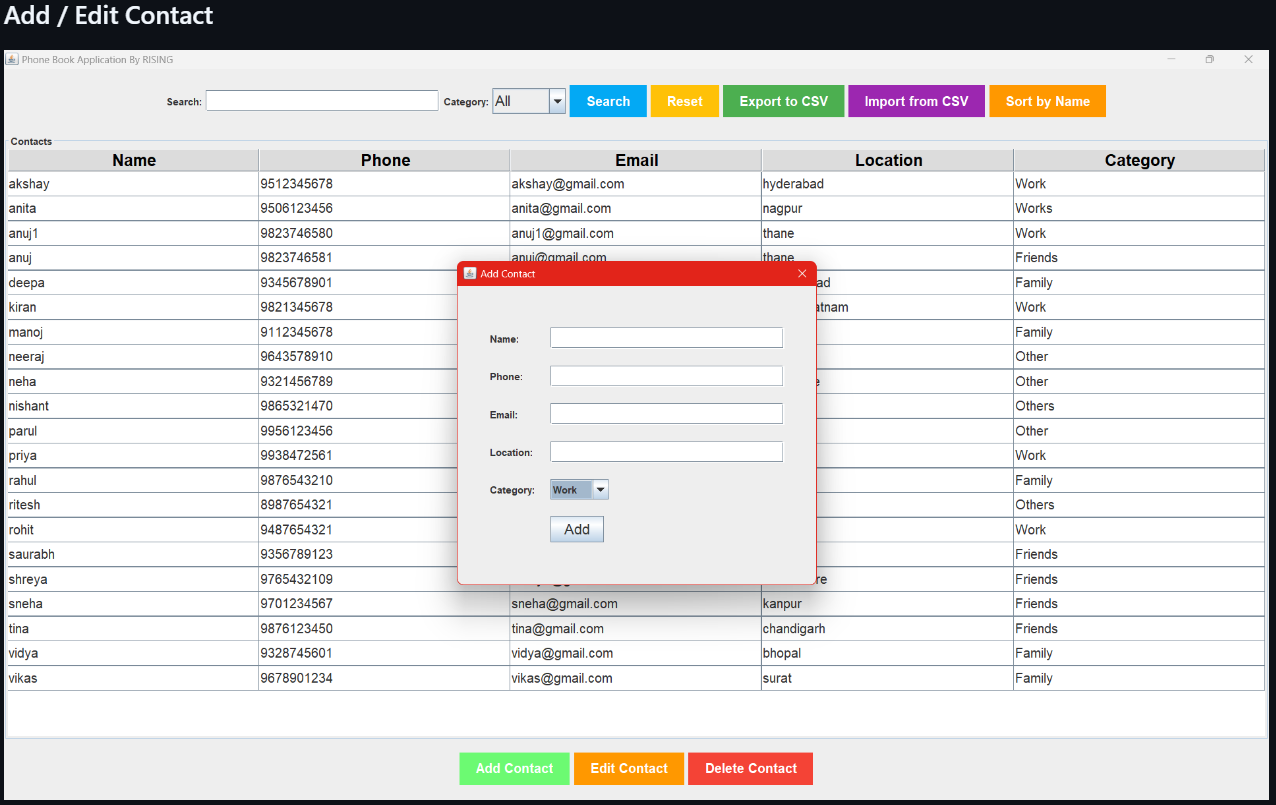 Add / Edit Contact
Phone Book Application By RISING
Search: Category: All Search Reset Export to CSV Import from CSV Sort by Name
Contacts
Name Phone Email Location Category
akshay 9512345678 akshay@gmail.com hyderabad Work
anita 9506123456 anita@gmail.com nagpur Works
anuj1 9823746580 anuj1@gmail.com thane Work
anuj 9823746581 anuj@gmail.com thane Friends
Add Contact
deepa 9345678901 ad Family
kiran 9821345678 atnam Work
manoj 9112345678 Family
Name:
neeraj 9643578910 Other
neha 9321456789 Other
Phone:
nishant 9865321470 Others
Email:
parul 9956123456 Other
priya 9938472561 Work
Location:
rahul 9876543210 Family
Category: Work
ritesh 8987654321 Others
rohit 9487654321 Work
Add
saurabh 9356789123 Friends
shreya 9765432109 re Friends
sneha 9701234567 sneha@gmail.com kanpur Friends
tina 9876123450 tina@gmail.com chandigarh Friends
vidya 9328745601 vidya@gmail.com bhopal Family
vikas 9678901234 vikas@gmail.com surat Family
Add Contact Edit Contact Delete Contact